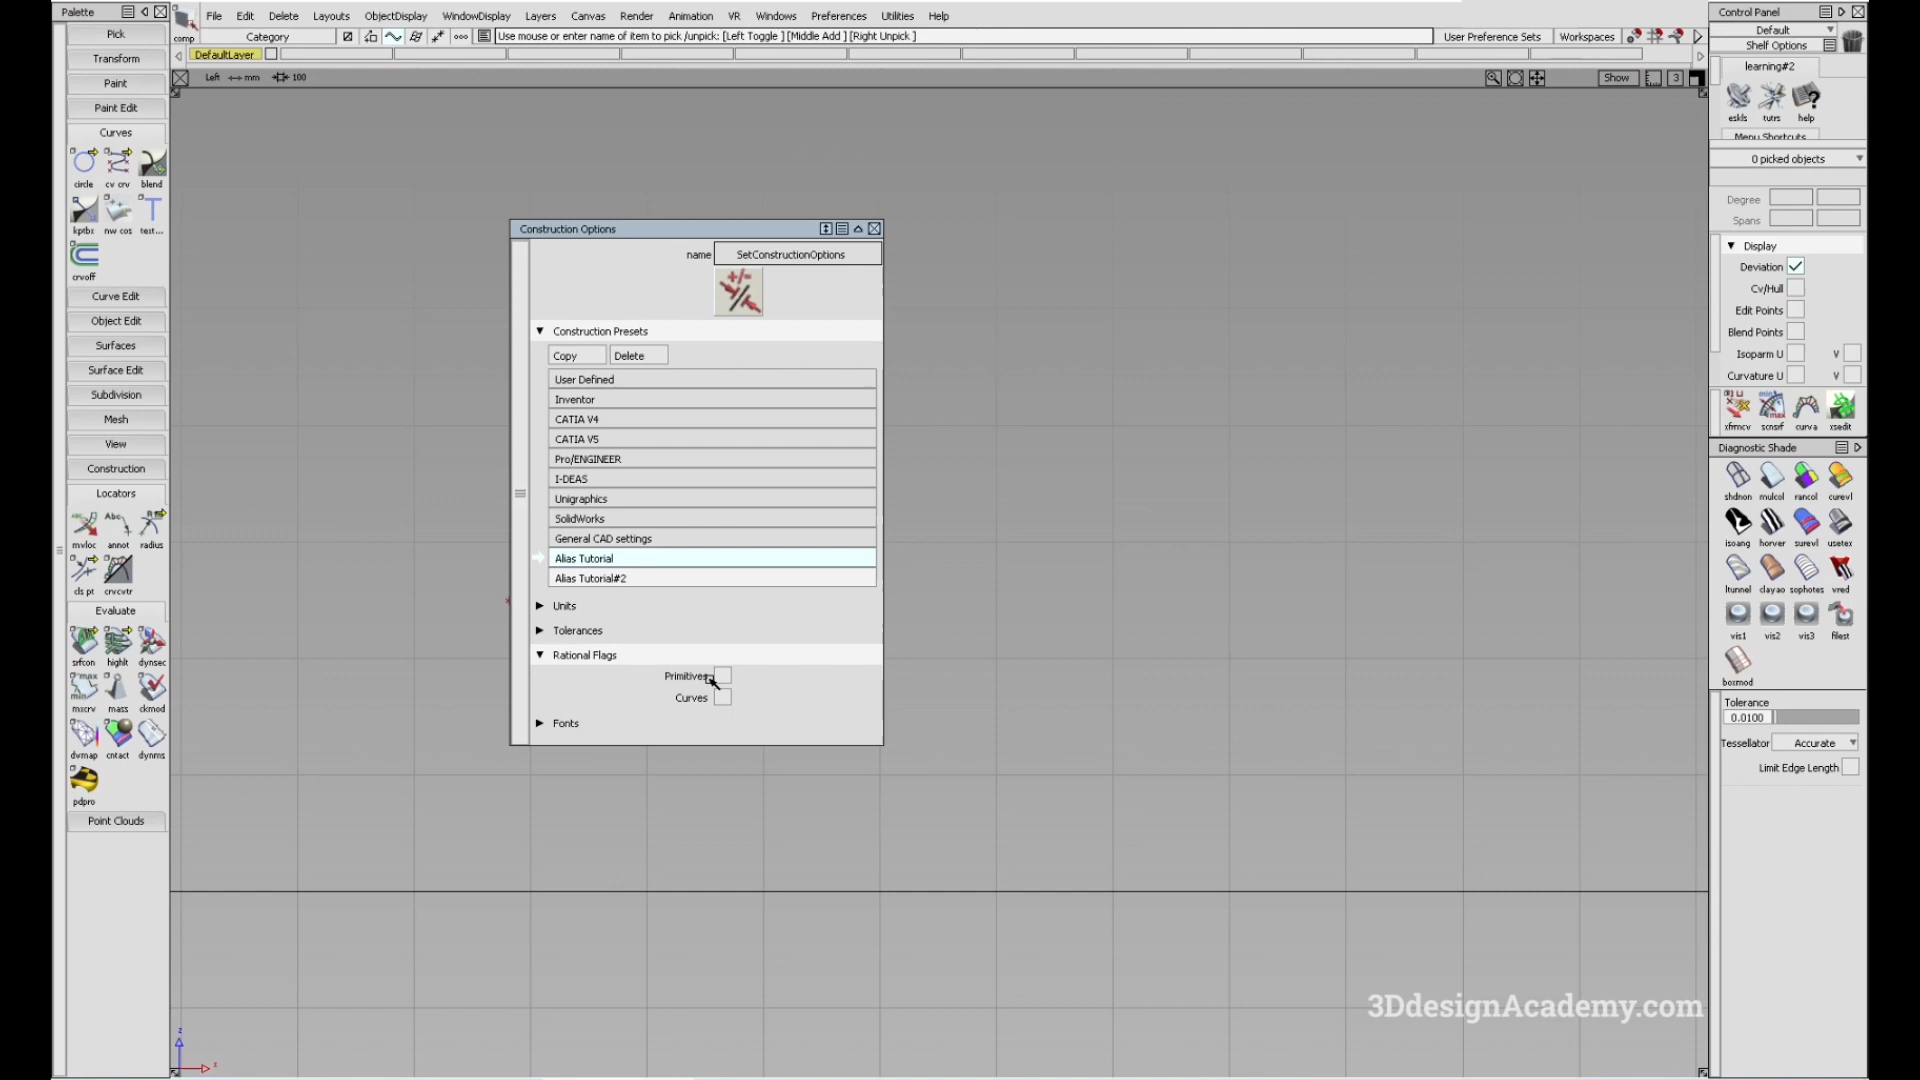 Palette
Pick
Transform
Paint
Paint Edit
Curves
circle cv crv blend
kptbx nw cos text...
crvoff
Curve Edit
Object Edit
Surfaces
Surface Edit
Subdivision
Mesh
View
Construction
Locators
mvloc annot radius
cls pt crvcvtr
Evaluate
srfcon highlt dynsec
mxcrv mass ckmod
dvmap cntact dynms
pdpro
Point Clouds
comp
File Edit Delete Layouts ObjectDisplay WindowDisplay Layers Canvas Render Animation VR Windows Preferences Utilities Help
Category
Use mouse or enter name of item to pick /unpick: [Left Toggle ] [Middle Add ] [Right Unpick ]
User Preference Sets Workspaces
DefaultLayer
Left mm 100
Show 3
Construction Options
name SetConstructionOptions
Construction Presets
Copy Delete
User Defined
Inventor
CATIA V4
CATIA V5
Pro/ENGINEER
I-DEAS
Unigraphics
SolidWorks
General CAD settings
Alias Tutorial
Alias Tutorial#2
Units
Tolerances
Rational Flags
Primitives
Curves
Fonts
z
x
3DdesignAcademy.com
Control Panel
Default
Shelf Options
learning#2
eskls tutrs help
Menu Shortcuts
0 picked objects
Degree
Spans
Display
Deviation
Cv/Hull
Edit Points
Blend Points
Isoparm U V
Curvature U V
xfrmcv scnsrf curva xsedit
Diagnostic Shade
shdnon mulcol rancol curevl
isoang horver surevl usetex
ltunnel clayao sophotes vred
vis1 vis2 vis3 filest
boxmod
Tolerance
0.0100
Tessellator Accurate
Limit Edge Length